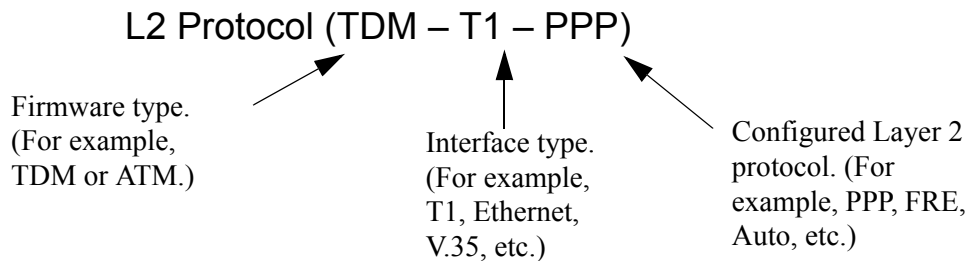 L2 Protocol (TDM – T1 – PPP)
Firmware type.
(For example,
TDM or ATM.)
Interface type.
(For example,
T1, Ethernet,
V.35, etc.)
Configured Layer 2
protocol. (For
example, PPP, FRE,
Auto, etc.)